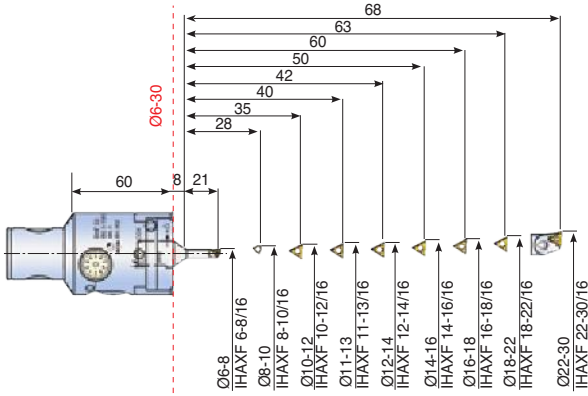 68
63
60
50
42
40
35
28
60
8
21
Ø6-30
Ø6-8
IHAXF 6-8/16
Ø8-10
IHAXF 8-10/16
Ø10-12
IHAXF 10-12/16
Ø11-13
IHAXF 11-13/16
Ø12-14
IHAXF 12-14/16
Ø14-16
IHAXF 14-16/16
Ø16-18
IHAXF 16-18/16
Ø18-22
IHAXF 18-22/16
Ø22-30
IHAXF 22-30/16